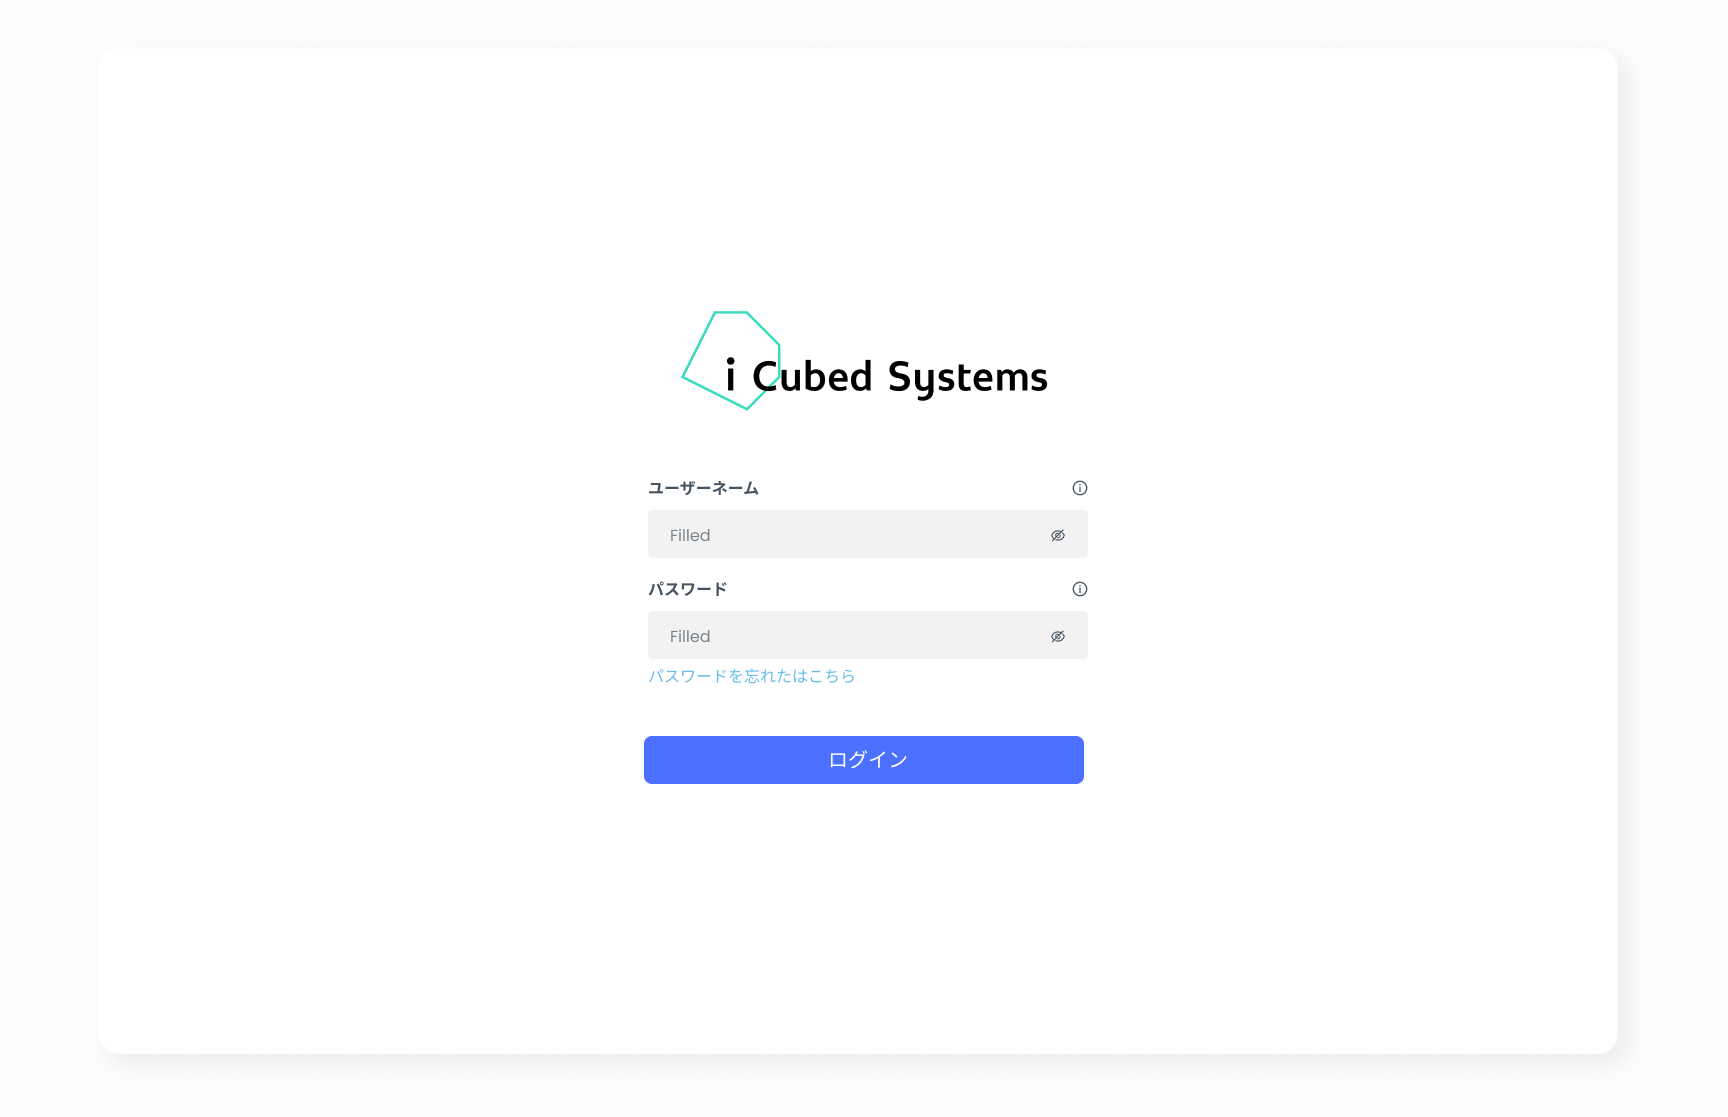 i Cubed Systems
ユーザーネーム
Filled
パスワード
Filled
パスワードを忘れたはこちら
ログイン